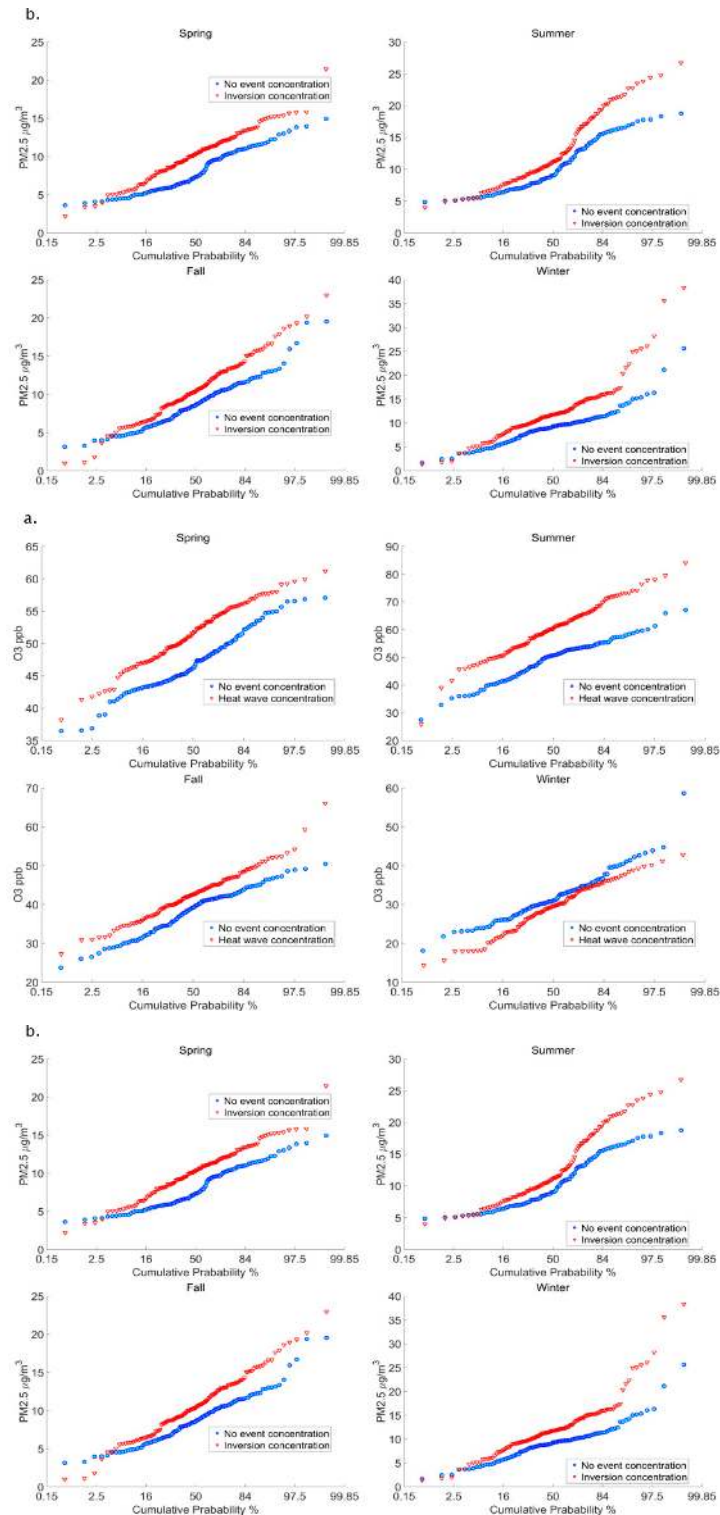 b.
Spring
25
20
15
10
5
0
PM2.5 μg/m³
No event concentration
Inversion concentration
0.15 2.5 16 50 84 97.5 99.85
Cumulative Prabability %
Summer
30
25
20
15
10
5
0
PM2.5 μg/m³
No event concentration
Inversion concentration
0.15 2.5 16 50 84 97.5 99.85
Cumulative Prabability %
Fall
25
20
15
10
5
0
PM2.5 μg/m³
No event concentration
Inversion concentration
0.15 2.5 16 50 84 97.5 99.85
Cumulative Prabability %
Winter
40
35
30
25
20
15
10
5
0
PM2.5 μg/m³
No event concentration
Inversion concentration
0.15 2.5 16 50 84 97.5 99.85
Cumulative Prabability %
a.
Spring
65
60
55
50
45
40
35
O3 ppb
No event concentration
Heat wave concentration
0.15 2.5 16 50 84 97.5 99.85
Cumulative Prabability %
Summer
90
80
70
60
50
40
30
20
O3 ppb
No event concentration
Heat wave concentration
0.15 2.5 16 50 84 97.5 99.85
Cumulative Prabability %
Fall
70
60
50
40
30
20
O3 ppb
No event concentration
Heat wave concentration
0.15 2.5 16 50 84 97.5 99.85
Cumulative Prabability %
Winter
60
50
40
30
20
10
O3 ppb
No event concentration
Heat wave concentration
0.15 2.5 16 50 84 97.5 99.85
Cumulative Prabability %
b.
Spring
25
20
15
10
5
0
PM2.5 μg/m³
No event concentration
Inversion concentration
0.15 2.5 16 50 84 97.5 99.85
Cumulative Prabability %
Summer
30
25
20
15
10
5
0
PM2.5 μg/m³
No event concentration
Inversion concentration
0.15 2.5 16 50 84 97.5 99.85
Cumulative Prabability %
Fall
25
20
15
10
5
0
PM2.5 μg/m³
No event concentration
Inversion concentration
0.15 2.5 16 50 84 97.5 99.85
Cumulative Prabability %
Winter
40
35
30
25
20
15
10
5
0
PM2.5 μg/m³
No event concentration
Inversion concentration
0.15 2.5 16 50 84 97.5 99.85
Cumulative Prabability %